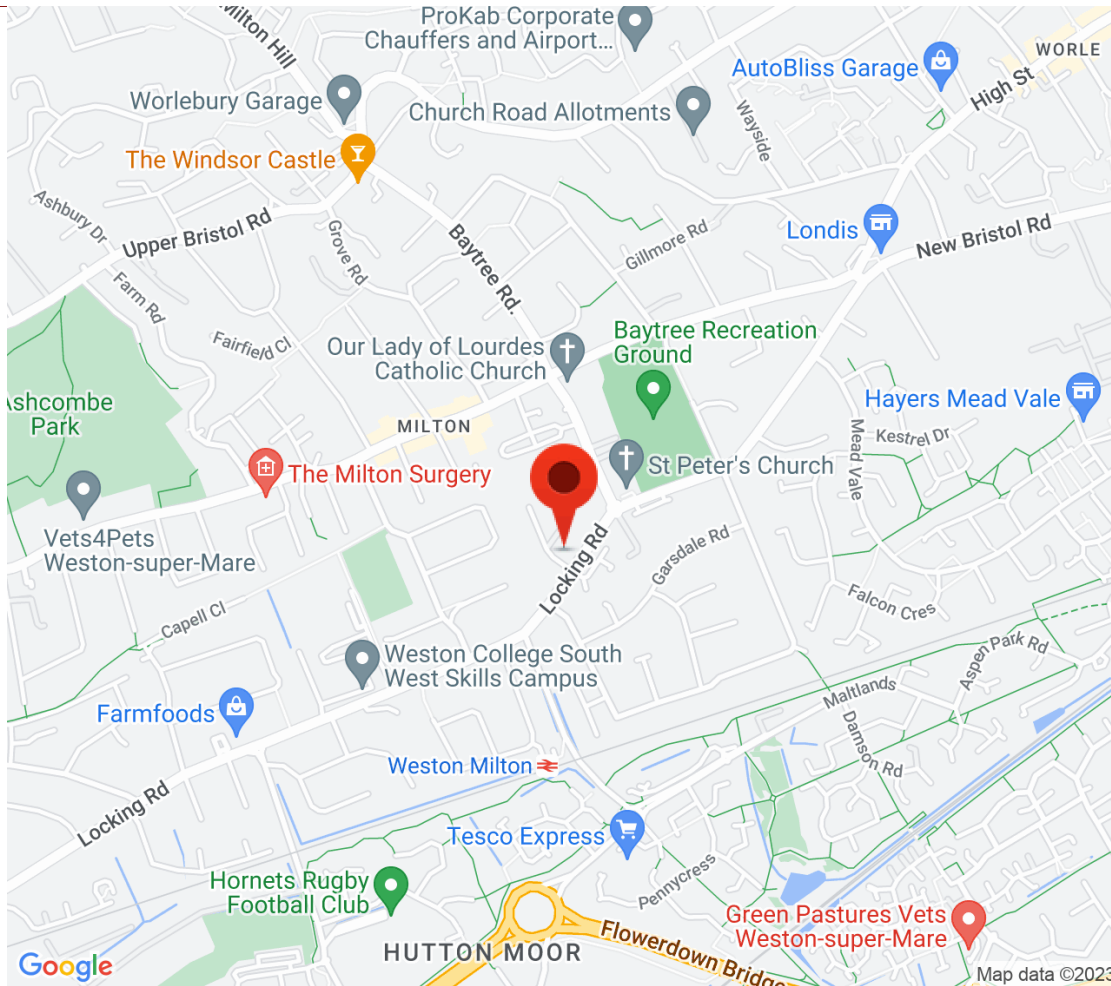 Milton Hill
ProKab Corporate
Chauffers and Airport...
WORLE
AutoBliss Garage
High St
Worlebury Garage
Church Road Allotments
Wayside
The Windsor Castle
Ashbury Dr
Upper Bristol Rd
Grove Rd
Baytree Rd.
Gillmore Rd
Londis
New Bristol Rd
Farm Rd
Fairfield Cl
Our Lady of Lourdes
Catholic Church
Baytree Recreation
Ground
Ashcombe
Park
MILTON
Hayers Mead Vale
Mead Vale
Kestrel Dr
The Milton Surgery
St Peter's Church
Vets4Pets
Weston-super-Mare
Locking Rd
Garsdale Rd
Falcon Cres
Capell Cl
Weston College South
West Skills Campus
Aspen Park Rd
Maltlands
Farmfoods
Damson Rd
Weston Milton
Locking Rd
Tesco Express
Pennycress
Hornets Rugby
Football Club
Green Pastures Vets
Weston-super-Mare
HUTTON MOOR
Flowerdown Bridge
Google
Map data ©2023